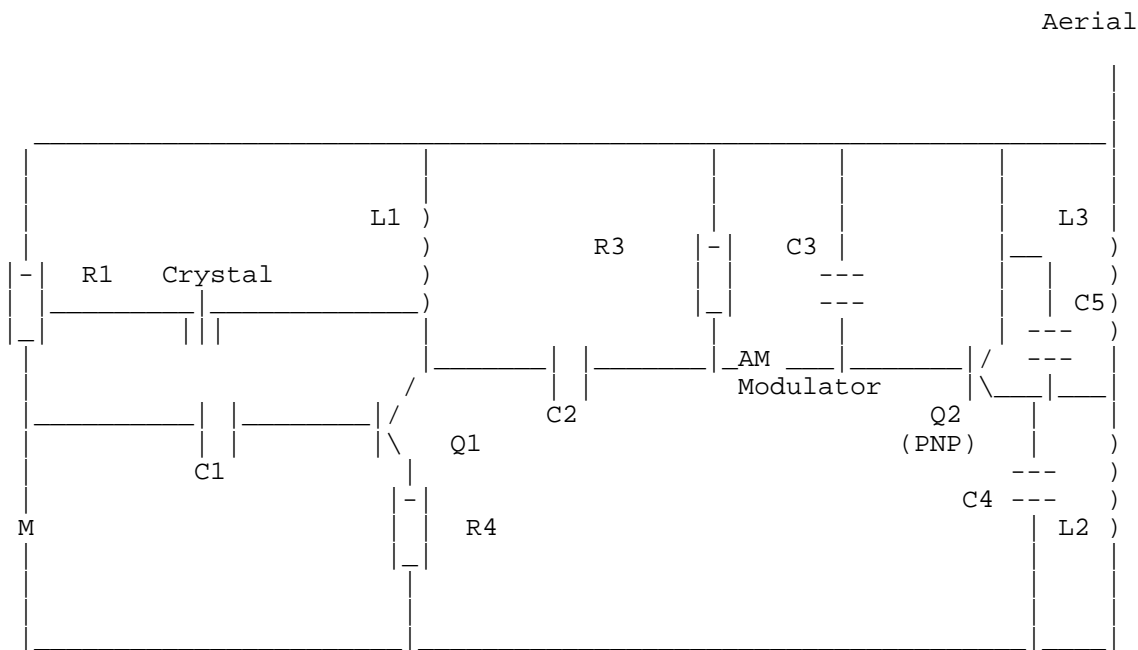 Aerial
L1 L3
R3 C3
R1 Crystal
C5
AM
Modulator
C2 Q2
Q1 (PNP)
C1
C4
M R4 L2